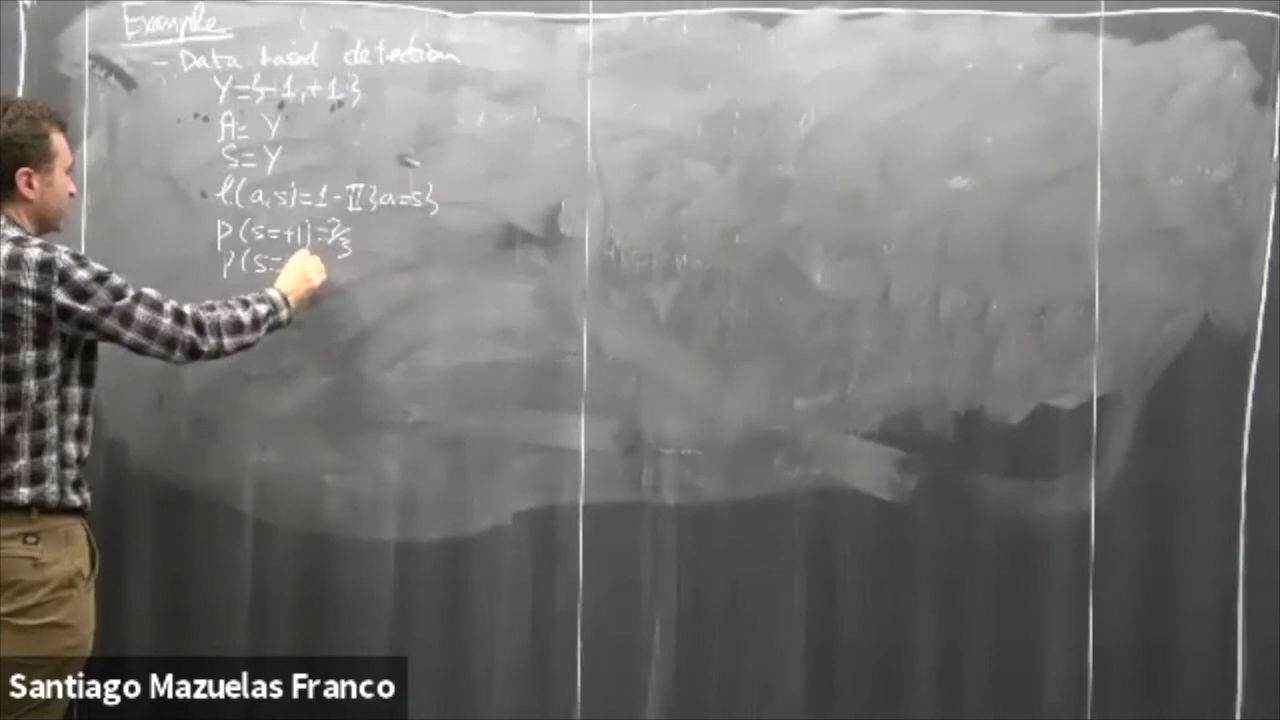 Example
- Data based detection
Y={-1,+1}
A= Y
S= Y
l(a,s)=1-𝕀{a=s}
p(s=+1)=2/3
p(s=
Santiago Mazuelas Franco